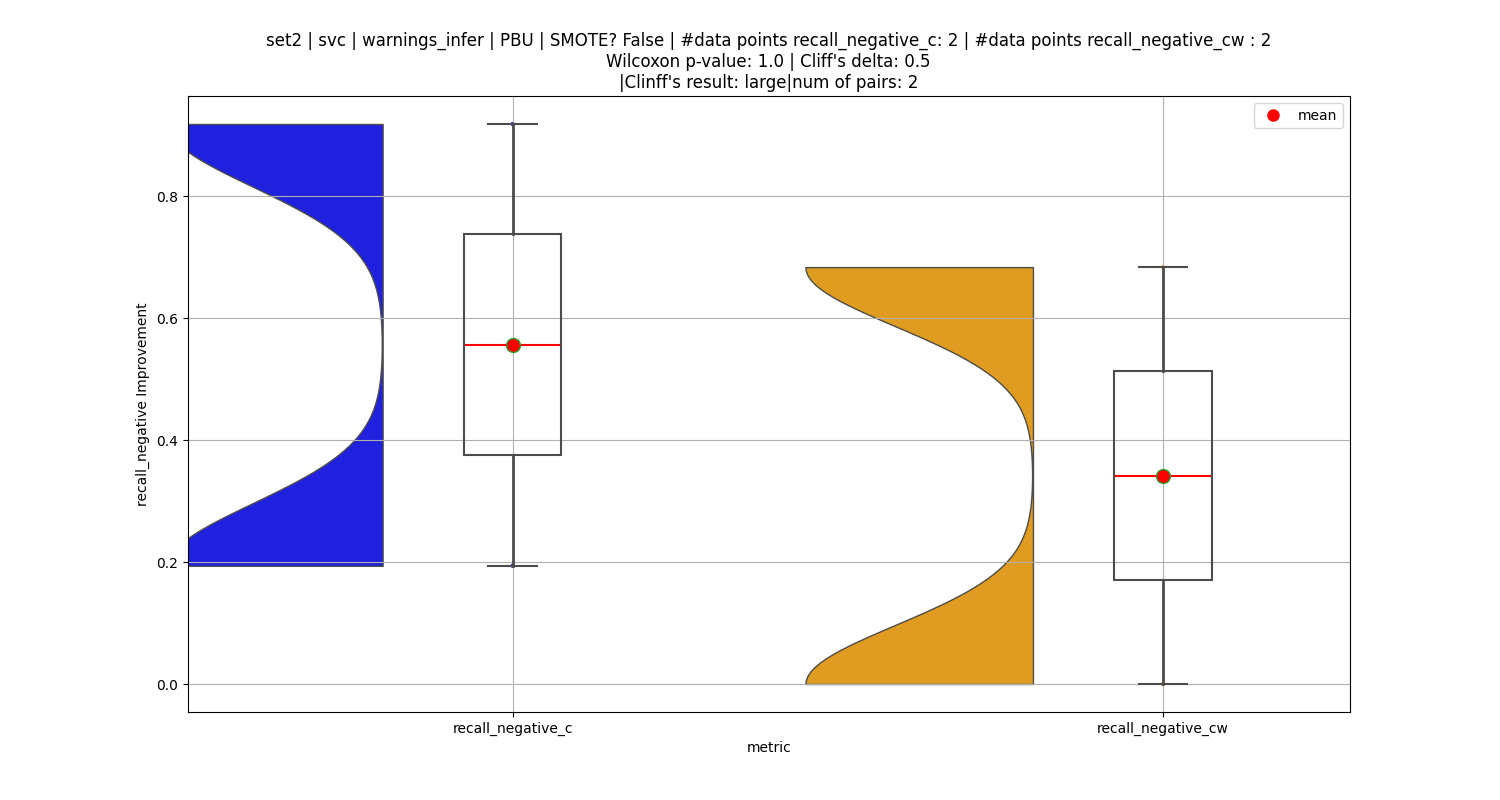 set2 | svc | warnings_infer | PBU | SMOTE? False | #data points recall_negative_c: 2 | #data points recall_negative_cw : 2
Wilcoxon p-value: 1.0 | Cliff's delta: 0.5
|Clinff's result: large|num of pairs: 2
mean
0.8
0.6
0.4
0.2
0.0
recall_negative Improvement
recall_negative_c
recall_negative_cw
metric